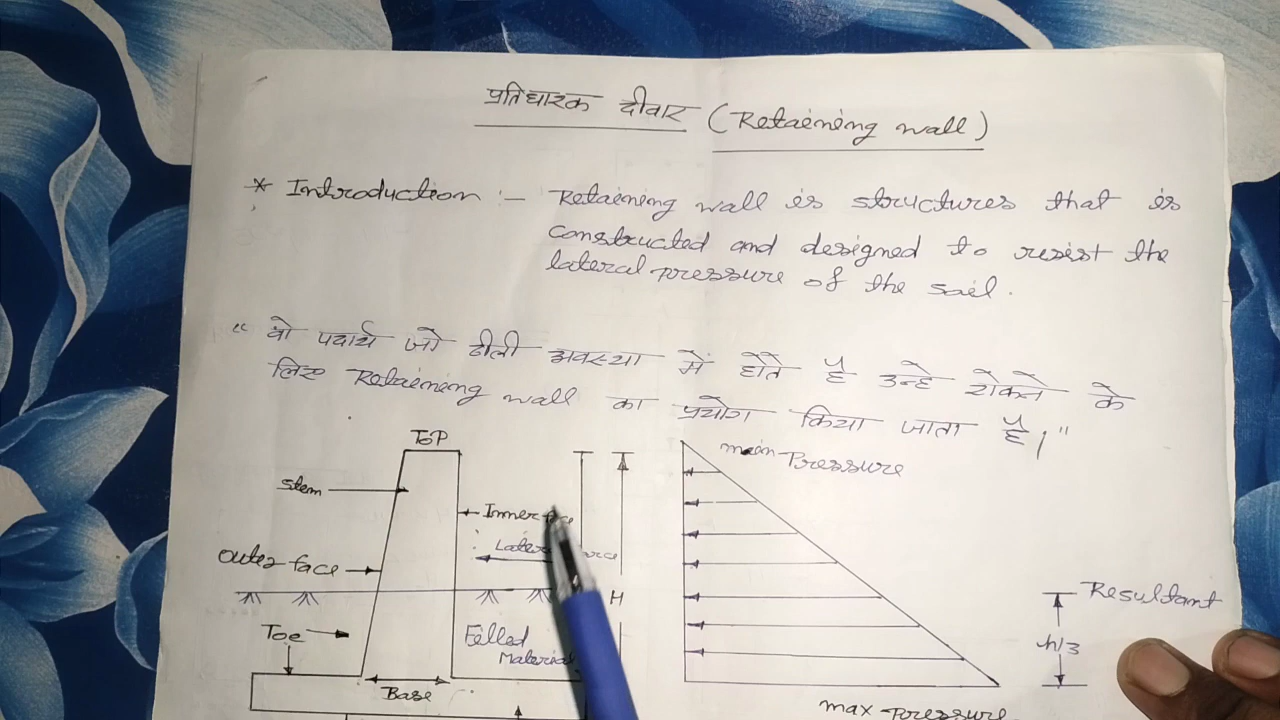 प्रतिधारक दीवार (Retaining wall)
* Introduction :- Retaining wall is structures that is
constructed and designed to resist the
lateral pressure of the soil.
“ वो पदार्थ जो ढीली अवस्था में होते है उन्हे रोकने के
लिए Retaining wall का प्रयोग किया जाता है।”
TOP
min Pressure
stem
Inner
outer face
Resultant
H
h/3
Toe
Filled
Material
Base
max pressure